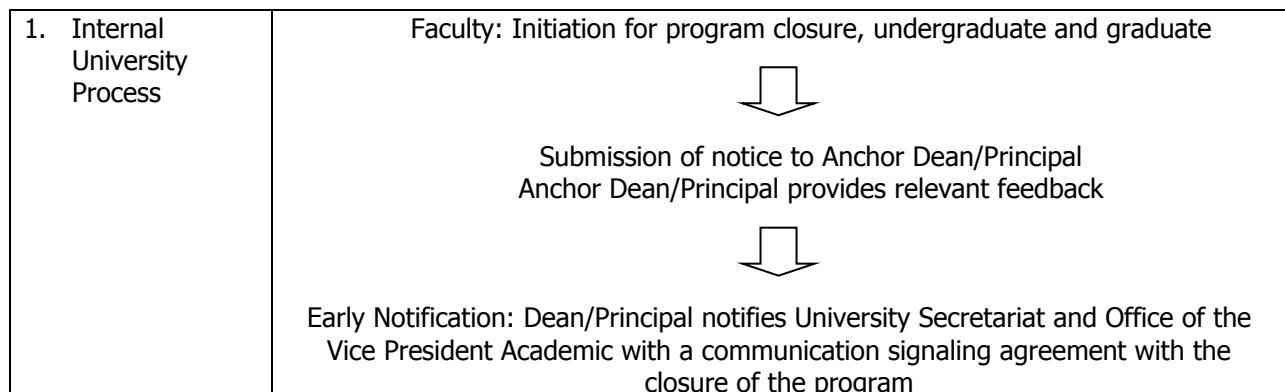 1. Internal
University
Process
Faculty: Initiation for program closure, undergraduate and graduate
Submission of notice to Anchor Dean/Principal
Anchor Dean/Principal provides relevant feedback
Early Notification: Dean/Principal notifies University Secretariat and Office of the
Vice President Academic with a communication signaling agreement with the
closure of the program